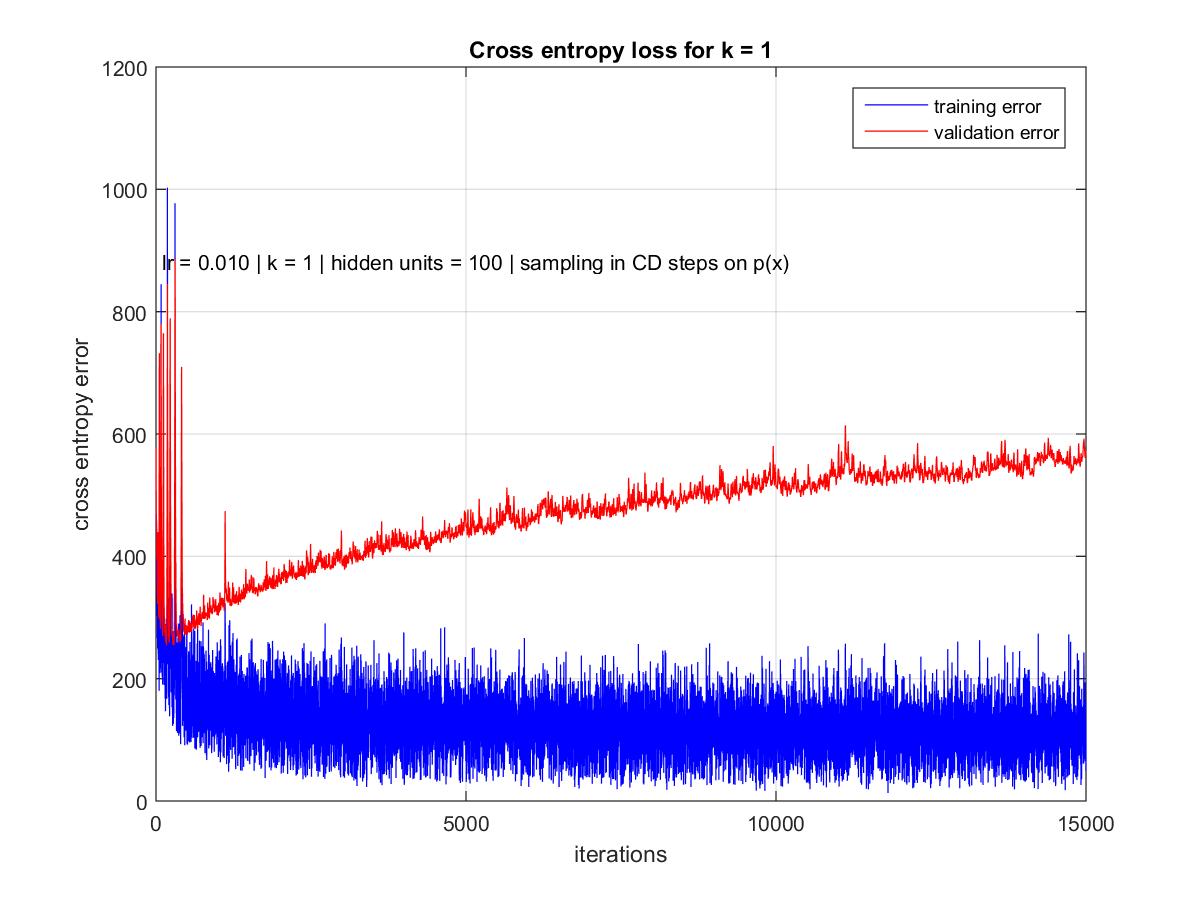 Cross entropy loss for k = 1
1200
1000
800
600
400
200
0
cross entropy error
training error
validation error
lr = 0.010 | k = 1 | hidden units = 100 | sampling in CD steps on p(x)
0 5000 10000 15000
iterations